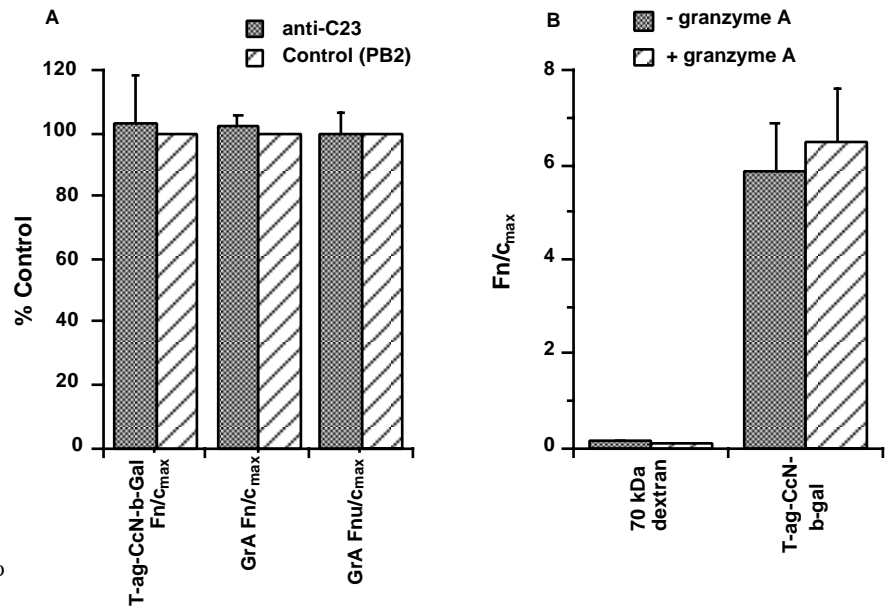 A
anti-C23
Control (PB2)
120
100
80
60
40
20
0
% Control
T-ag-CcN-b-Gal
Fn/cmax
GrA Fn/cmax
GrA Fnu/cmax
B
- granzyme A
+ granzyme A
8
6
4
2
0
Fn/cmax
70 kDa
dextran
T-ag-CcN-
b-gal